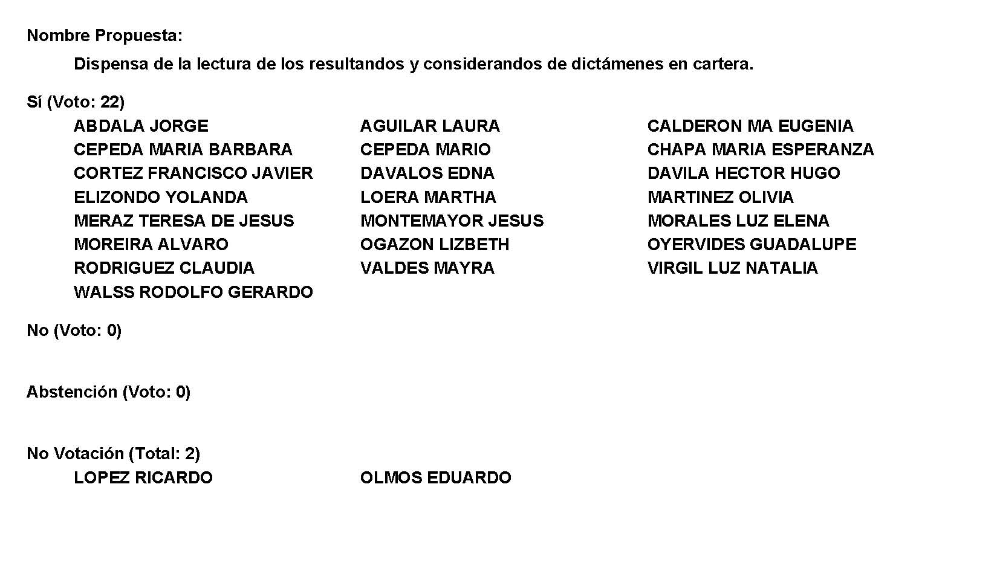 Nombre Propuesta:
Dispensa de la lectura de los resultandos y considerandos de dictámenes en cartera.
Sí (Voto: 22)
ABDALA JORGE AGUILAR LAURA CALDERON MA EUGENIA
CEPEDA MARIA BARBARA CEPEDA MARIO CHAPA MARIA ESPERANZA
CORTEZ FRANCISCO JAVIER DAVALOS EDNA DAVILA HECTOR HUGO
ELIZONDO YOLANDA LOERA MARTHA MARTINEZ OLIVIA
MERAZ TERESA DE JESUS MONTEMAYOR JESUS MORALES LUZ ELENA
MOREIRA ALVARO OGAZON LIZBETH OYERVIDES GUADALUPE
RODRIGUEZ CLAUDIA VALDES MAYRA VIRGIL LUZ NATALIA
WALSS RODOLFO GERARDO
No (Voto: 0)
Abstención (Voto: 0)
No Votación (Total: 2)
LOPEZ RICARDO OLMOS EDUARDO